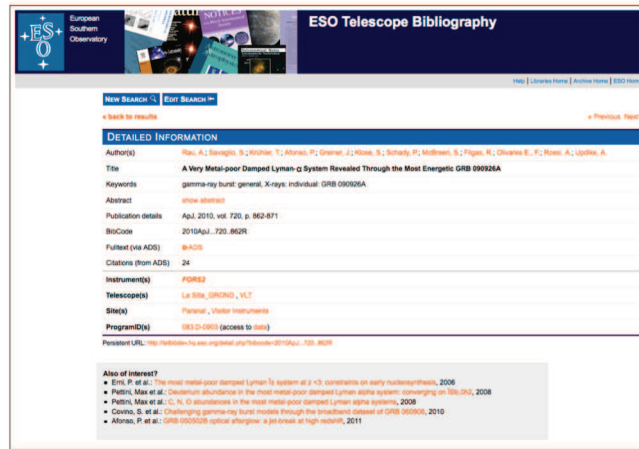 European
Southern
Observatory
ESO Telescope Bibliography
Help | Libraries Home | Archive Home | ESO Home
NEW SEARCH EDIT SEARCH
« back to results
« Previous Next
DETAILED INFORMATION
Author(s) Rau, A.; Savaglio, S.; Krühler, T.; Afonso, P.; Greiner, J.; Klose, S.; Schady, P.; McBreen, S.; Filgas, R.; Olivares E., F.; Rossi, A.; Updike, A.
Title A Very Metal-poor Damped Lyman-α System Revealed Through the Most Energetic GRB 090926A
Keywords gamma-ray burst: general, X-rays: individual: GRB 090926A
Abstract show abstract
Publication details ApJ, 2010, vol. 720, p. 862-871
BibCode 2010ApJ...720..862R
Fulltext (via ADS) ADS
Citations (from ADS) 24
Instrument(s) FORS2
Telescope(s) La Silla_GROND , VLT
Site(s) Paranal , Visitor Instruments
ProgramID(s) 083.D-0903 (access to data)
Persistent URL: 
Also of interest?
Erni, P. et al.: The most metal-poor damped Lyman Îs system at z <3: constraints on early nucleosynthesis, 2006
Pettini, Max et al.: Deuterium abundance in the most metal-poor damped Lyman alpha system: converging on , 2008
Pettini, Max et al.: C, N, O abundances in the most metal-poor damped Lyman alpha systems, 2008
Covino, S. et al.: Challenging gamma-ray burst models through the broadband dataset of GRB 060908, 2010
Afonso, P. et al.: GRB 090502B optical afterglow: a jet-break at high redshift, 2011